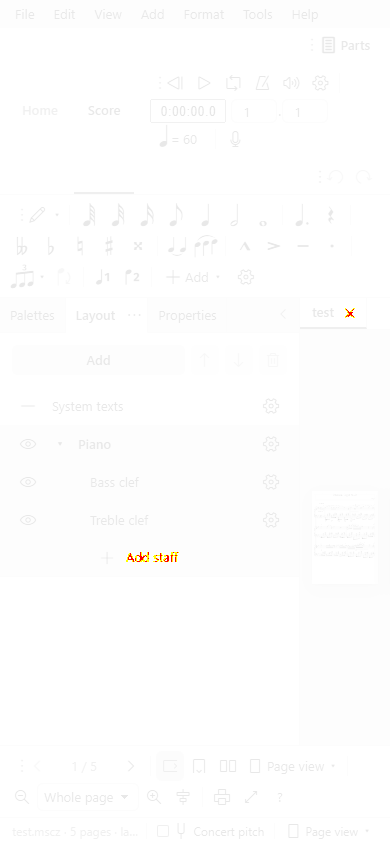 File Edit View Add Format Tools Help
Parts
Home Score 0:00:00.0 1 . 1
= 60
Add
Palettes Layout Properties test
Add
System texts
Piano
Bass clef
Treble clef
Add staff
1 / 5 Page view
Whole page ?
test.mscz - 5 pages - la... Concert pitch Page view